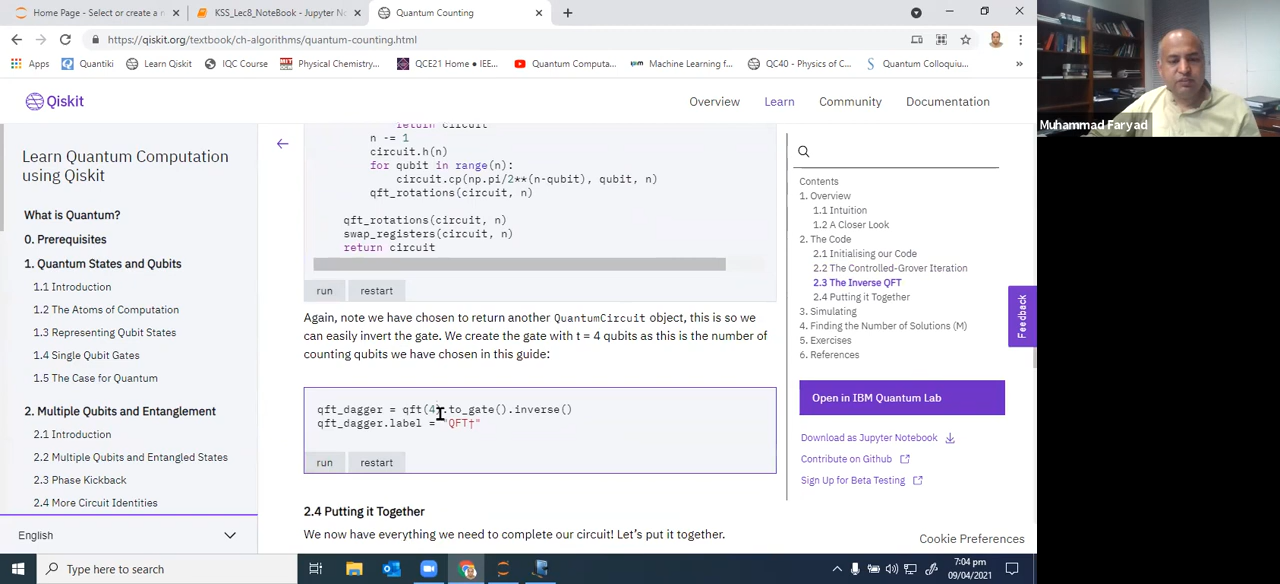 Home Page - Select or create a n
KSS_Lec8_NoteBook - Jupyter No
Quantum Counting
https://qiskit.org/textbook/ch-algorithms/quantum-counting.html
Apps
Quantiki
Learn Qiskit
IQC Course
Physical Chemistry...
QCE21 Home ● IEE...
Quantum Computa...
Machine Learning f...
QC40 - Physics of C...
Quantum Colloquiu...
»
Qiskit
Overview
Learn
Community
Documentation
Muhammad Faryad
Learn Quantum Computation
using Qiskit
What is Quantum?
0. Prerequisites
1. Quantum States and Qubits
1.1 Introduction
1.2 The Atoms of Computation
1.3 Representing Qubit States
1.4 Single Qubit Gates
1.5 The Case for Quantum
2. Multiple Qubits and Entanglement
2.1 Introduction
2.2 Multiple Qubits and Entangled States
2.3 Phase Kickback
2.4 More Circuit Identities
English
return circuit
n -= 1
circuit.h(n)
for qubit in range(n):
circuit.cp(np.pi/2**(n-qubit), qubit, n)
qft_rotations(circuit, n)
qft_rotations(circuit, n)
swap_registers(circuit, n)
return circuit
run
restart
Again, note we have chosen to return another QuantumCircuit object, this is so we
can easily invert the gate. We create the gate with t = 4 qubits as this is the number of
counting qubits we have chosen in this guide:
qft_dagger = qft(4).to_gate().inverse()
qft_dagger.label = "QFT†"
run
restart
2.4 Putting it Together
We now have everything we need to complete our circuit! Let's put it together.
Contents
1. Overview
1.1 Intuition
1.2 A Closer Look
2. The Code
2.1 Initialising our Code
2.2 The Controlled-Grover Iteration
2.3 The Inverse QFT
2.4 Putting it Together
3. Simulating
4. Finding the Number of Solutions (M)
5. Exercises
6. References
Open in IBM Quantum Lab
Download as Jupyter Notebook
Contribute on Github
Sign Up for Beta Testing
Feedback
Cookie Preferences
Type here to search
7:04 pm
09/04/2021